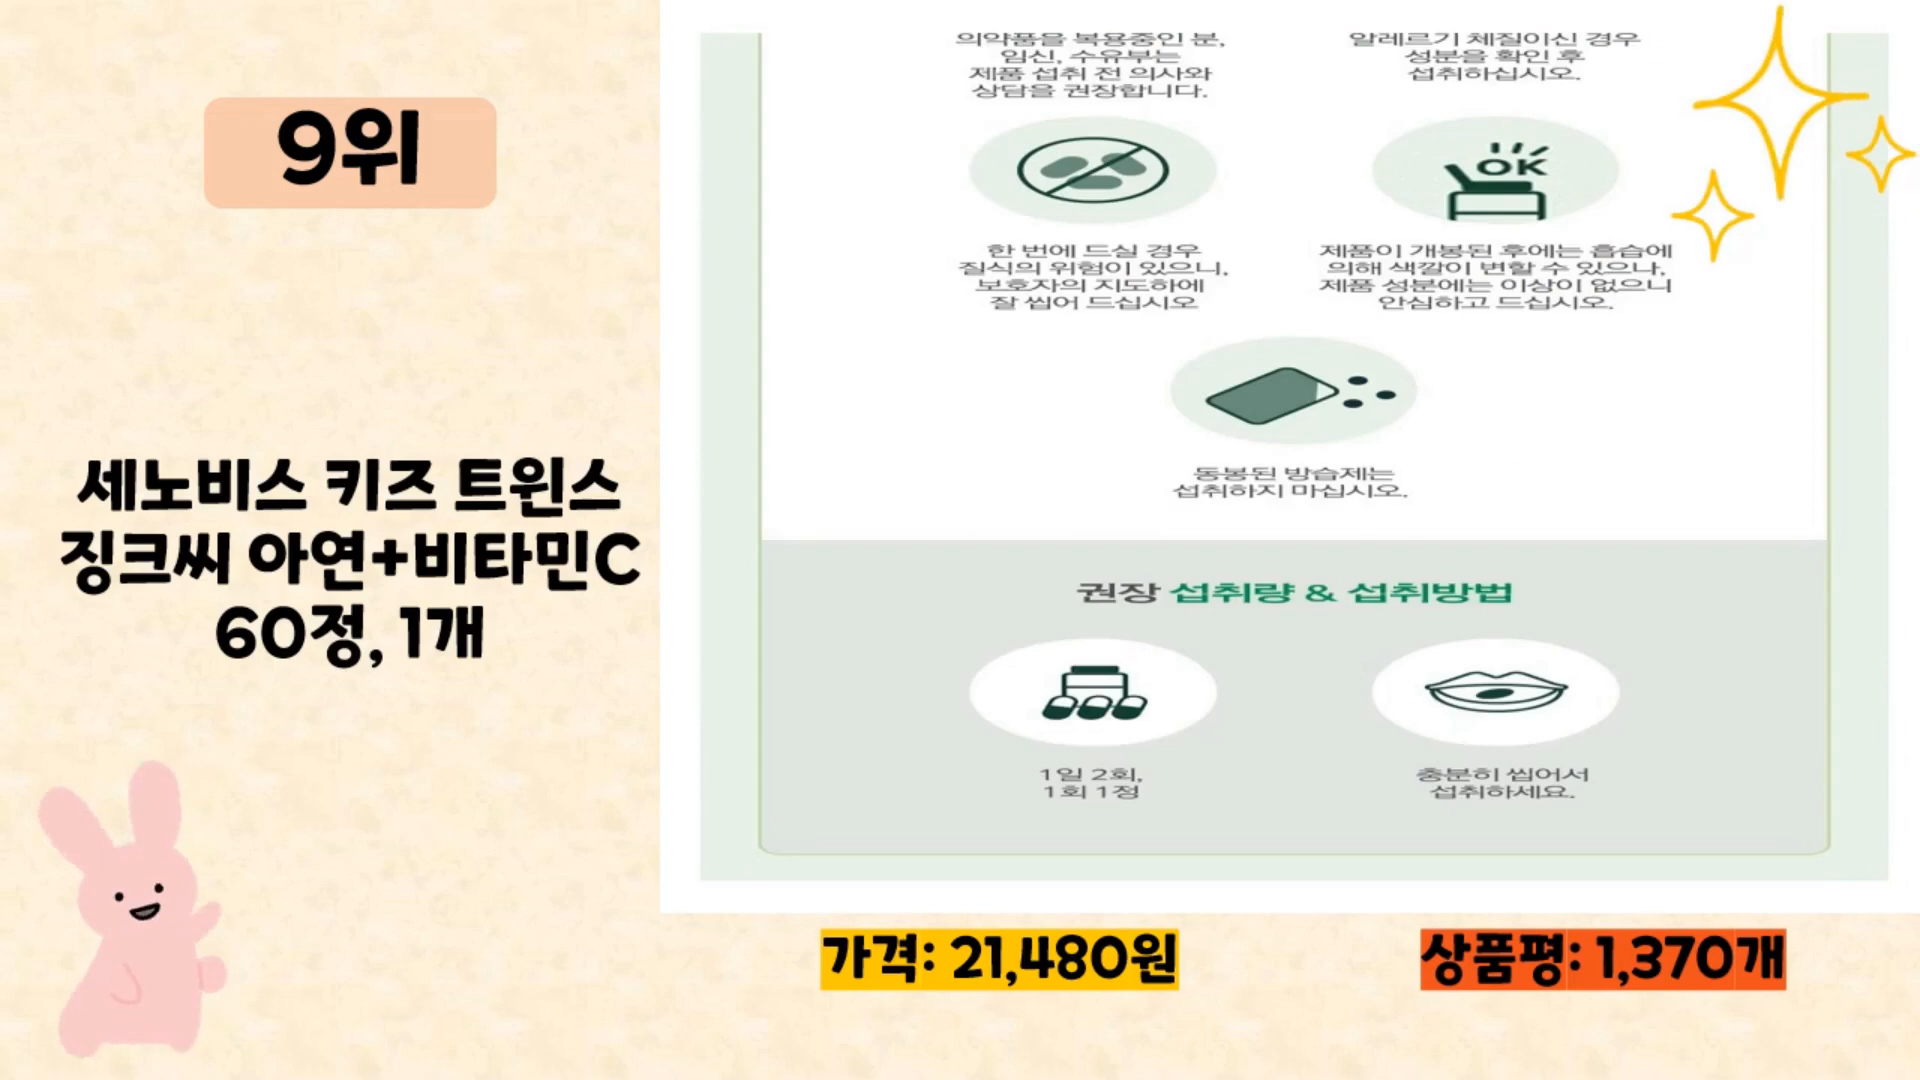 9위
세노비스 키즈 트윈스
징크씨 아연+비타민C
60정, 1개
의약품을 복용중인 분,
임신, 수유부는
제품 섭취 전 의사와
상담을 권장합니다.
알레르기 체질이신 경우
성분을 확인 후
섭취하십시오.
OK
한 번에 드실 경우
질식의 위험이 있으니,
보호자의 지도하에
잘 씹어 드십시오
제품이 개봉된 후에는 흡습에
의해 색깔이 변할 수 있으나,
제품 성분에는 이상이 없으니
안심하고 드십시오.
동봉된 방습제는
섭취하지 마십시오.
권장 섭취량 & 섭취방법
1일 2회,
1회 1정
충분히 씹어서
섭취하세요.
가격: 21,480원
상품평: 1,370개